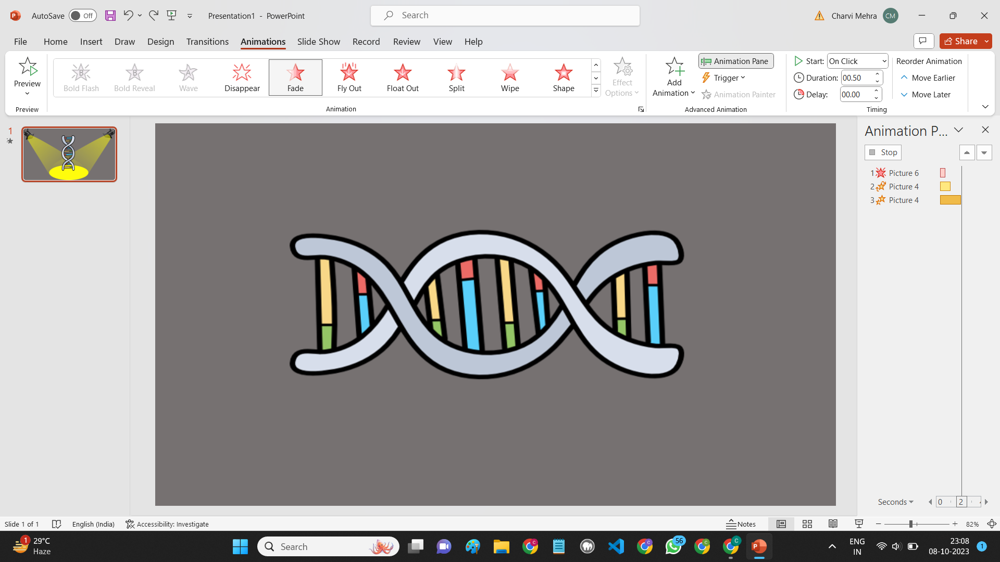 AutoSave Off Presentation1 - PowerPoint Search Charvi Mehra CM
File Home Insert Draw Design Transitions Animations Slide Show Record Review View Help Share
Preview
Preview
Bold Flash Bold Reveal Wave Disappear Fade Fly Out Float Out Split Wipe Shape
Animation
Effect
Options
Add
Animation
Animation Pane
Trigger
Animation Painter
Advanced Animation
Start: On Click
Duration: 00.50
Delay: 00.00
Timing
Reorder Animation
Move Earlier
Move Later
1
Animation P...
Stop
1 Picture 6
2 Picture 4
3 Picture 4
Seconds 0 2
Slide 1 of 1 English (India) Accessibility: Investigate Notes 82%
1 29°C
Haze
Search
56
ENG
IN
23:08
08-10-2023
1